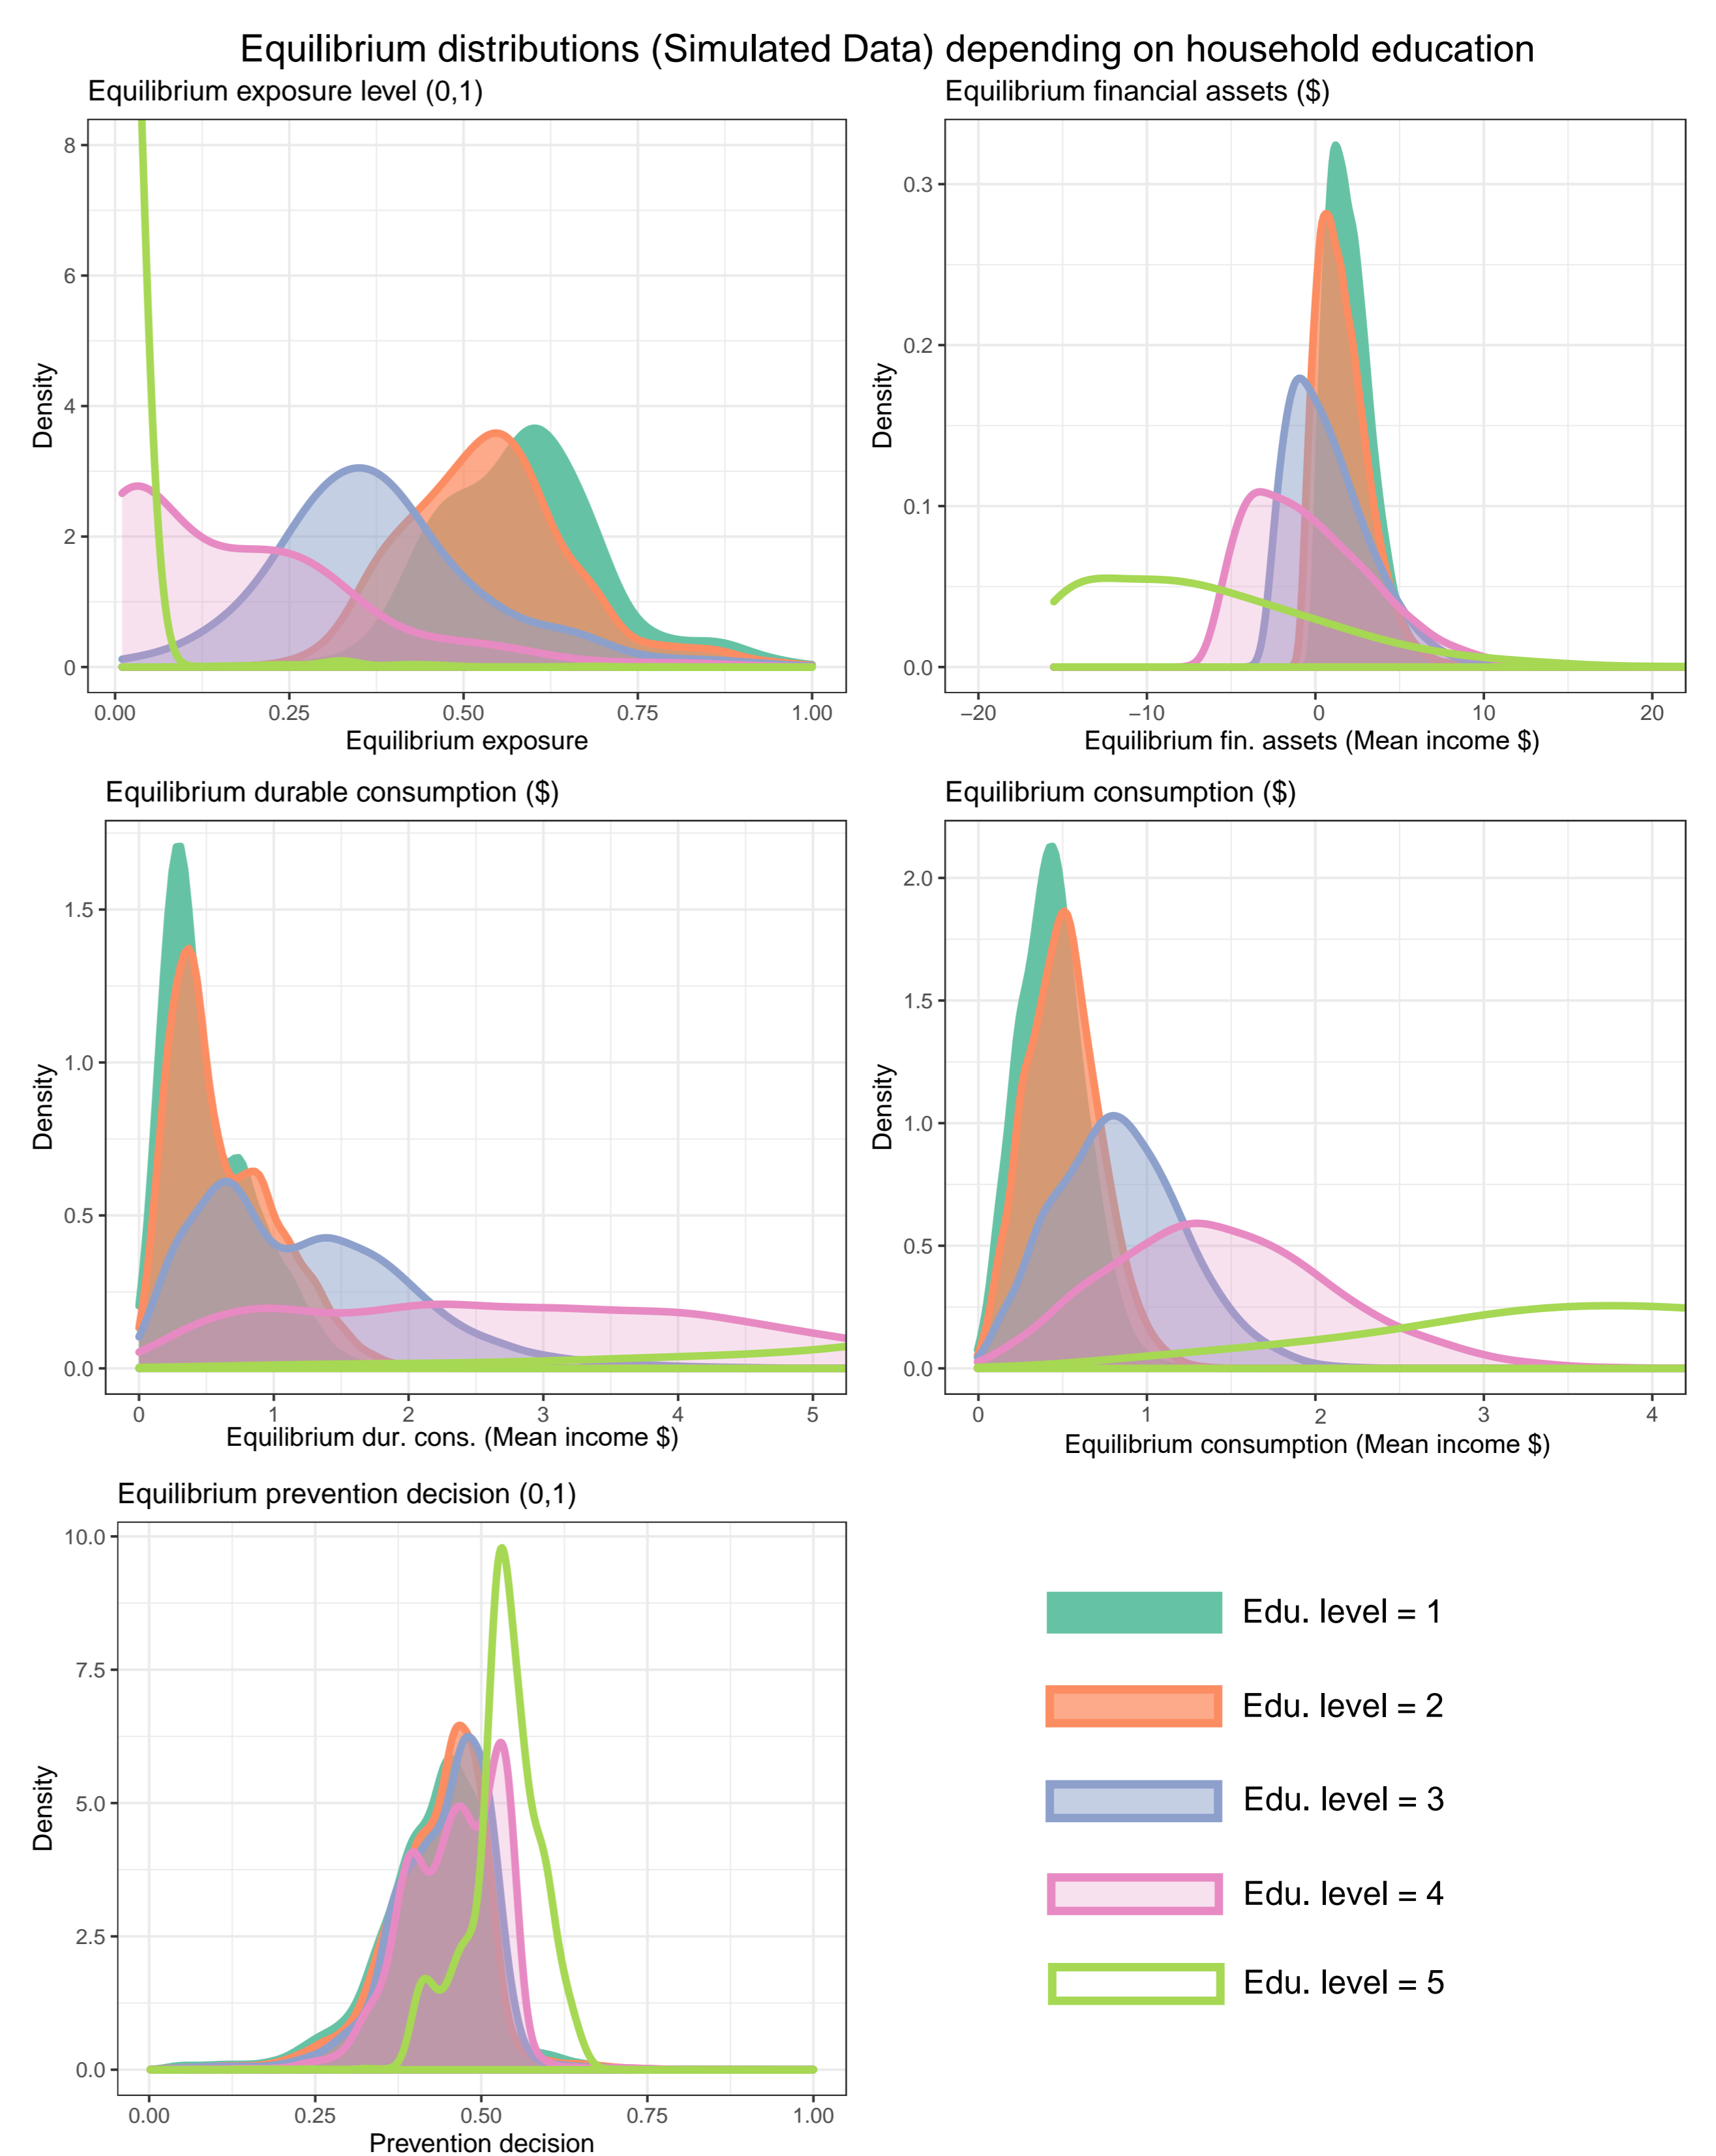 Equilibrium distributions (Simulated Data) depending on household education
Equilibrium exposure level (0,1)
Density
8
6
4
2
0
0.00 0.25 0.50 0.75 1.00
Equilibrium exposure
Equilibrium financial assets ($)
Density
0.3
0.2
0.1
0.0
−20 −10 0 10 20
Equilibrium fin. assets (Mean income $)
Equilibrium durable consumption ($)
Density
1.5
1.0
0.5
0.0
0 1 2 3 4 5
Equilibrium dur. cons. (Mean income $)
Equilibrium consumption ($)
Density
2.0
1.5
1.0
0.5
0.0
0 1 2 3 4
Equilibrium consumption (Mean income $)
Equilibrium prevention decision (0,1)
Density
10.0
7.5
5.0
2.5
0.0
0.00 0.25 0.50 0.75 1.00
Prevention decision
Edu. level = 1
Edu. level = 2
Edu. level = 3
Edu. level = 4
Edu. level = 5